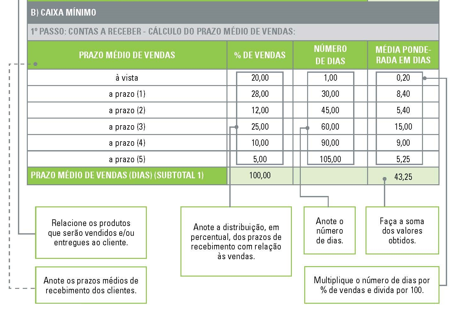 B) CAIXA MÍNIMO
1º PASSO: CONTAS A RECEBER - CÁLCULO DO PRAZO MÉDIO DE VENDAS:
PRAZO MÉDIO DE VENDAS % DE VENDAS NÚMERO DE DIAS MÉDIA PONDE-RADA EM DIAS
á vista 20,00 1,00 0,20
a prazo (1) 28,00 30,00 8,40
a prazo (2) 12,00 45,00 5,40
a prazo (3) 25,00 60,00 15,00
a prazo (4) 10,00 90,00 9,00
a prazo (5) 5,00 105,00 5,25
PRAZO MÉDIO DE VENDAS (DIAS) (SUBTOTAL 1) 100,00 43,25
Relacione os produtos
que serão vendidos e/ou
entregues ao cliente.
Anote os prazos médios de
recebimento dos clientes.
Anote a distribuição, em
percentual, dos prazos de
recebimento com relação
às vendas.
Anote o
número
de dias.
Faça a soma
dos valores
obtidos.
Multiplique o número de dias por
% de vendas e divida por 100.